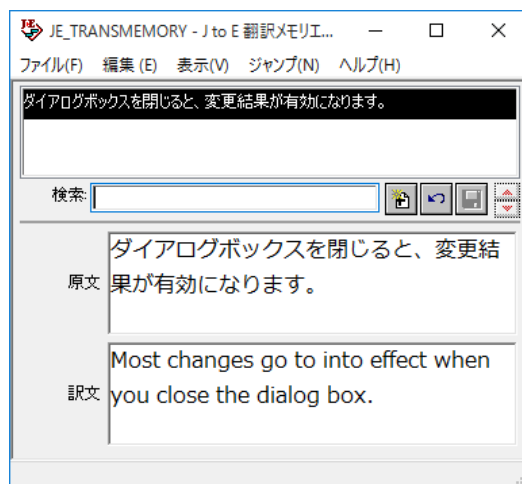 JE_TRANSMEMORY - J to E 翻訳メモリエ...
ファイル(F) 編集(E) 表示(V) ジャンプ(N) ヘルプ(H)
ダイアログボックスを閉じると、変更結果が有効になります。
検索:
原文
ダイアログボックスを閉じると、変更結
果が有効になります。
訳文
Most changes go to into effect when
you close the dialog box.